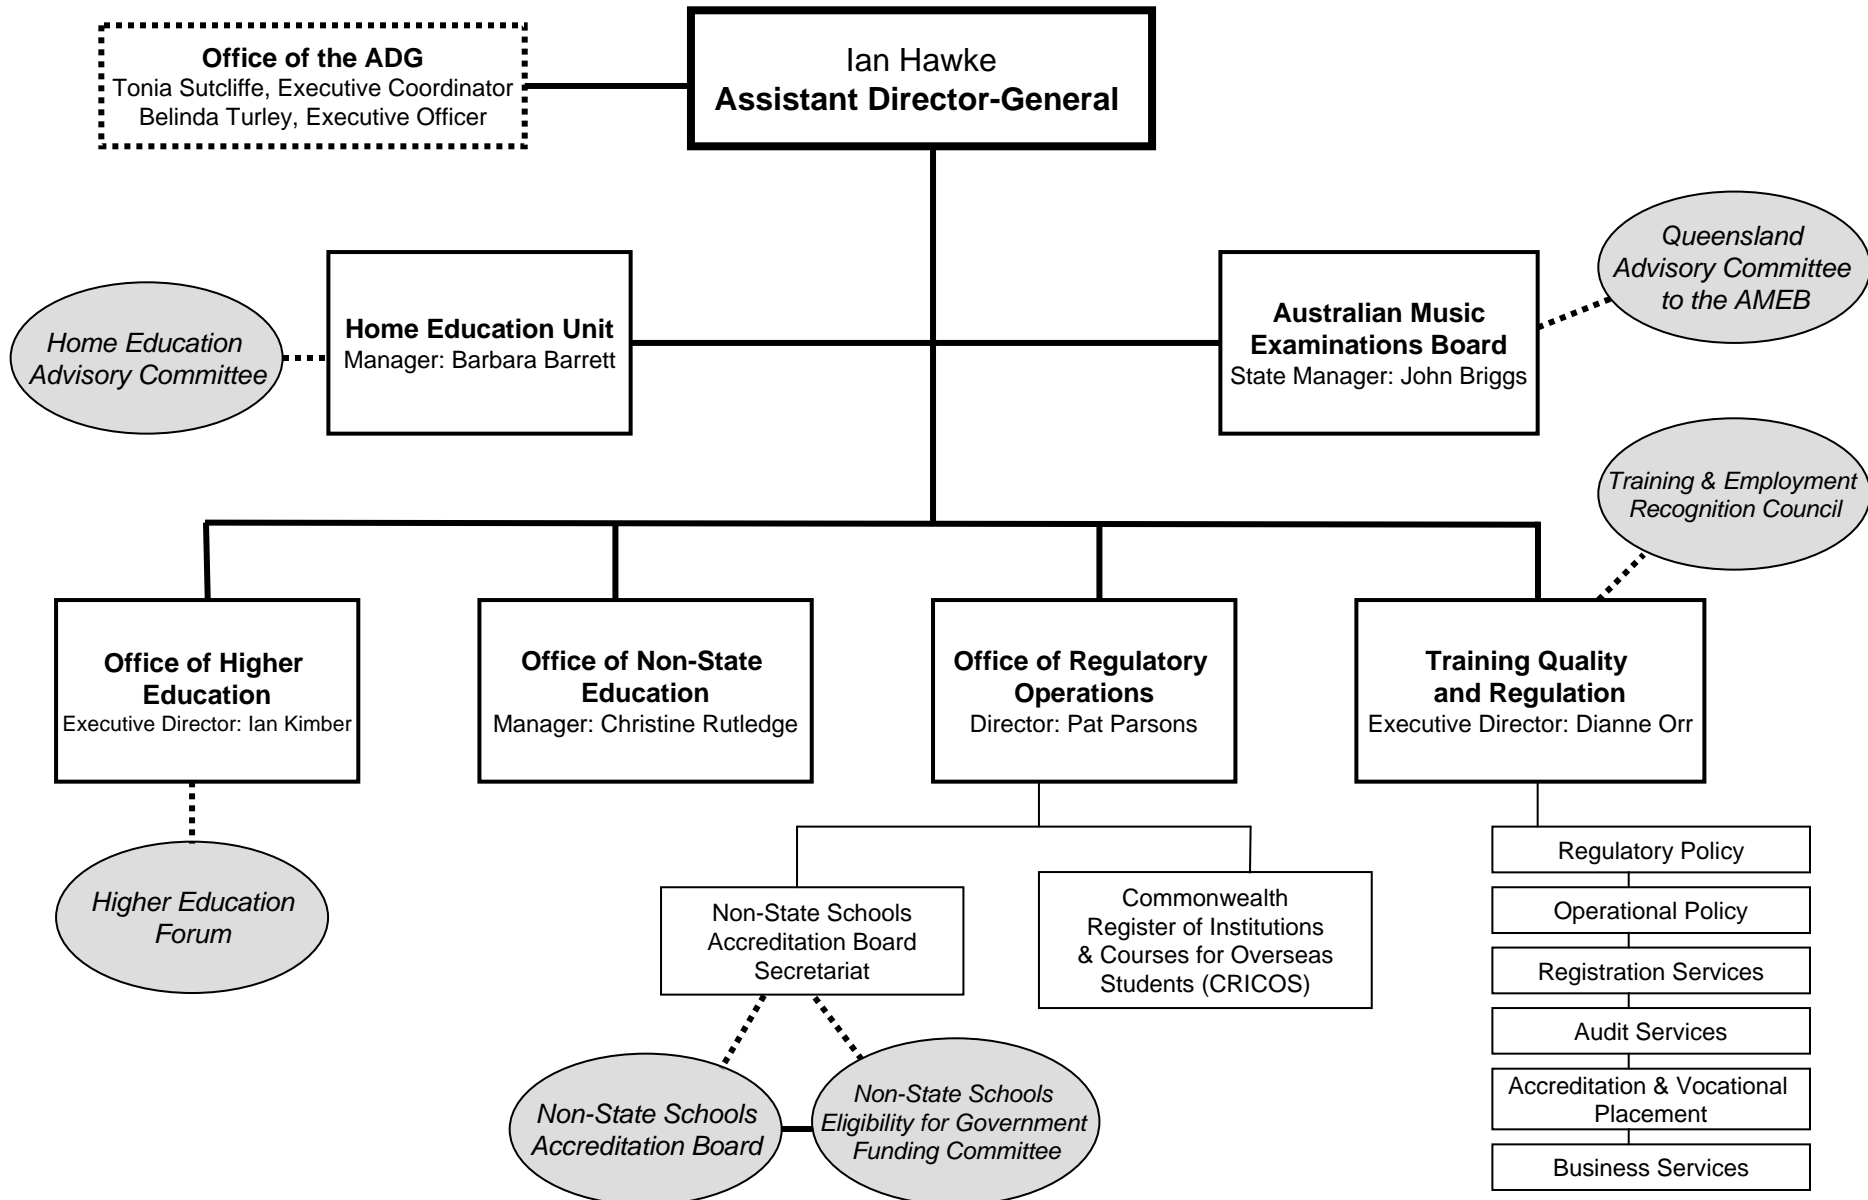 Office of the ADG
Tonia Sutcliffe, Executive Coordinator
Belinda Turley, Executive Officer
Ian Hawke
Assistant Director-General
Home Education
Advisory Committee
Home Education Unit
Manager: Barbara Barrett
Australian Music
Examinations Board
State Manager: John Briggs
Queensland
Advisory Committee
to the AMEB
Training & Employment
Recognition Council
Office of Higher
Education
Executive Director: Ian Kimber
Office of Non-State
Education
Manager: Christine Rutledge
Office of Regulatory
Operations
Director: Pat Parsons
Training Quality
and Regulation
Executive Director: Dianne Orr
Higher Education
Forum
Non-State Schools
Accreditation Board
Secretariat
Commonwealth
Register of Institutions
& Courses for Overseas
Students (CRICOS)
Non-State Schools
Accreditation Board
Non-State Schools
Eligibility for Government
Funding Committee
Regulatory Policy
Operational Policy
Registration Services
Audit Services
Accreditation & Vocational
Placement
Business Services